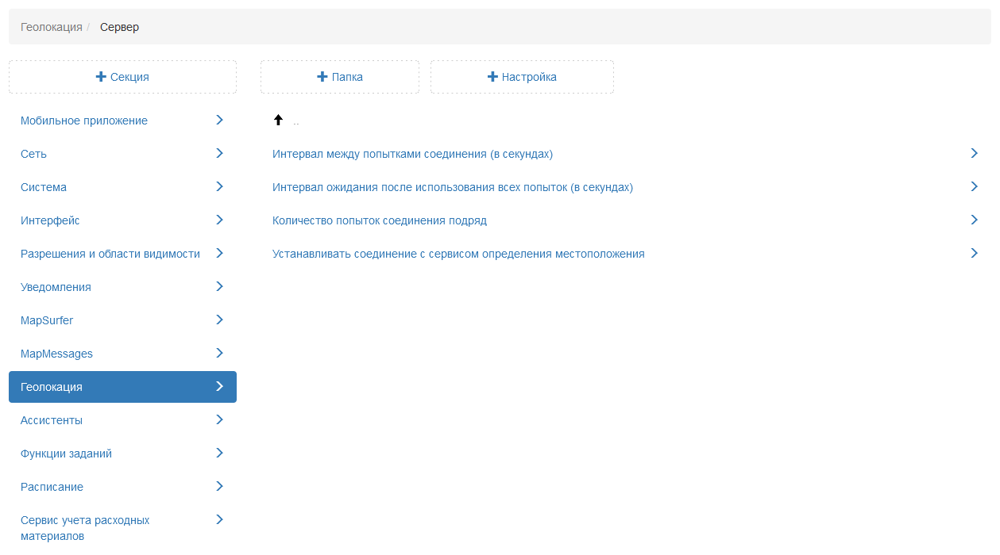 Геолокация / Сервер
Секция
Папка
Настройка
Мобильное приложение
Сеть
Система
Интерфейс
Разрешения и области видимости
Уведомления
MapSurfer
MapMessages
Геолокация
Ассистенты
Функции заданий
Расписание
Сервис учета расходных
материалов
..
Интервал между попытками соединения (в секундах)
Интервал ожидания после использования всех попыток (в секундах)
Количество попыток соединения подряд
Устанавливать соединение с сервисом определения местоположения